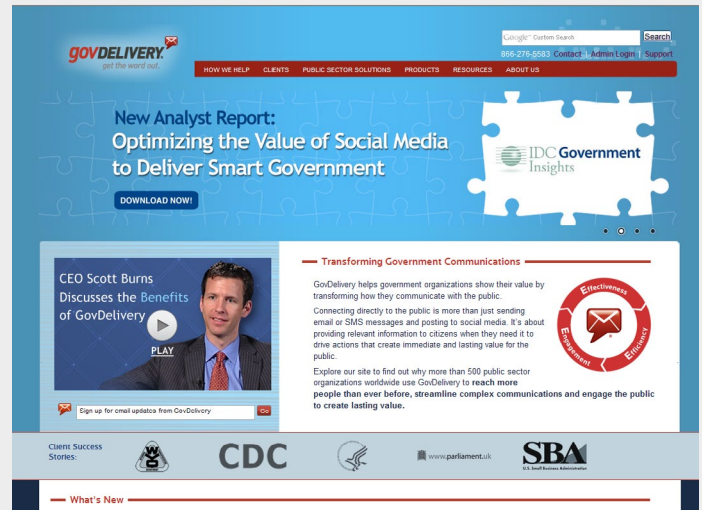 Google™ Custom Search
Search
866-276-5583 Contact | Admin Login | Support
GOVDELIVERY.
get the word out.
HOW WE HELP CLIENTS PUBLIC SECTOR SOLUTIONS PRODUCTS RESOURCES ABOUT US
New Analyst Report:
Optimizing the Value of Social Media
to Deliver Smart Government
DOWNLOAD NOW!
IDC Government
Insights
CEO Scott Burns
Discusses the Benefits
of GovDelivery
PLAY
Sign up for email updates from GovDelivery
Go
Transforming Government Communications
GovDelivery helps government organizations show their value by
transforming how they communicate with the public.
Connecting directly to the public is more than just sending
email or SMS messages and posting to social media. It's about
providing relevant information to citizens when they need it to
drive actions that create immediate and lasting value for the
public.
Explore our site to find out why more than 500 public sector
organizations worldwide use GovDelivery to reach more
people than ever before, streamline complex communications and engage the public
to create lasting value.
Effectiveness
Efficiency
Engagement
Client Success
Stories:
CDC
www.parliament.uk
SBA
U.S. Small Business Administration
What's New